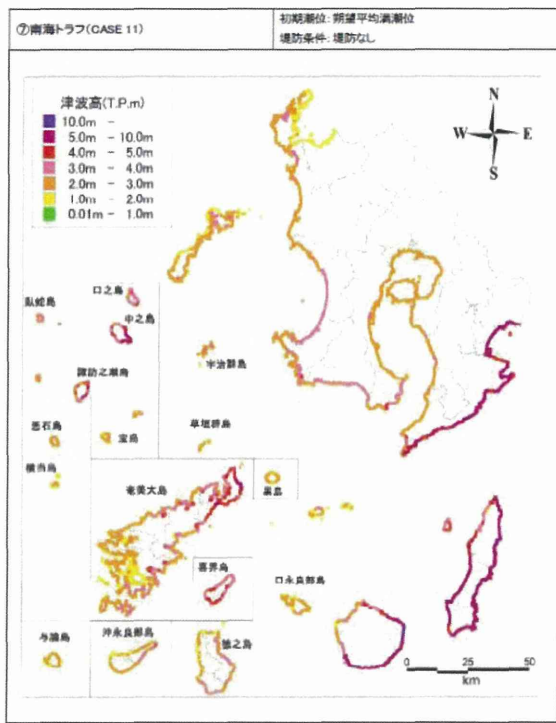 ⑦南海トラフ(CASE 11)
初期潮位: 朔望平均満潮位
堤防条件: 堤防なし
津波高(T.P.m)
10.0m -
5.0m - 10.0m
4.0m - 5.0m
3.0m - 4.0m
2.0m - 3.0m
1.0m - 2.0m
0.01m - 1.0m
N
W E
S
口之島
臥蛇島
中之島
宇治群島
諏訪之瀬島
草垣群島
悪石島
宝島
横当島
奄美大島
黒島
喜界島
口永良部島
与論島
沖永良部島
徳之島
0 25 50
km